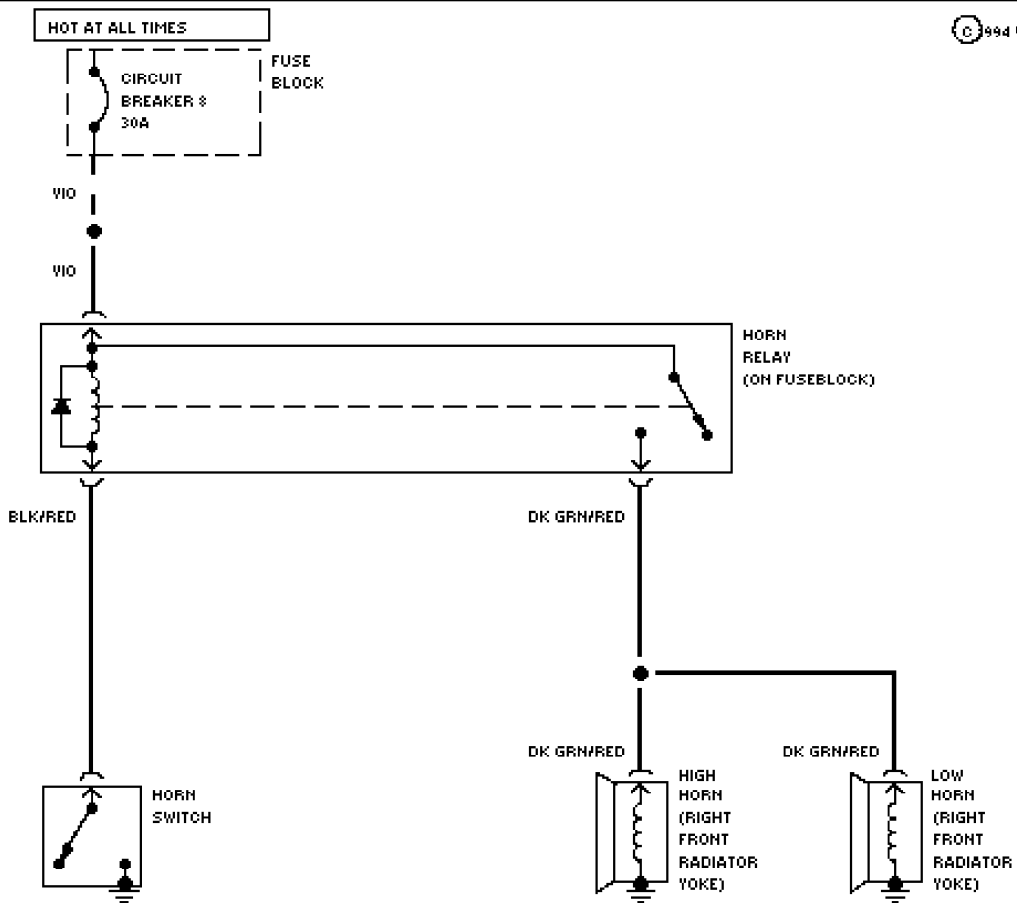 HOT AT ALL TIMES
© 994
FUSE
BLOCK
CIRCUIT
BREAKER 8
30A
VIO
VIO
HORN
RELAY
(ON FUSEBLOCK)
BLK/RED
DK GRN/RED
DK GRN/RED
DK GRN/RED
HORN
SWITCH
HIGH
HORN
(RIGHT
FRONT
RADIATOR
YOKE)
LOW
HORN
(RIGHT
FRONT
RADIATOR
YOKE)